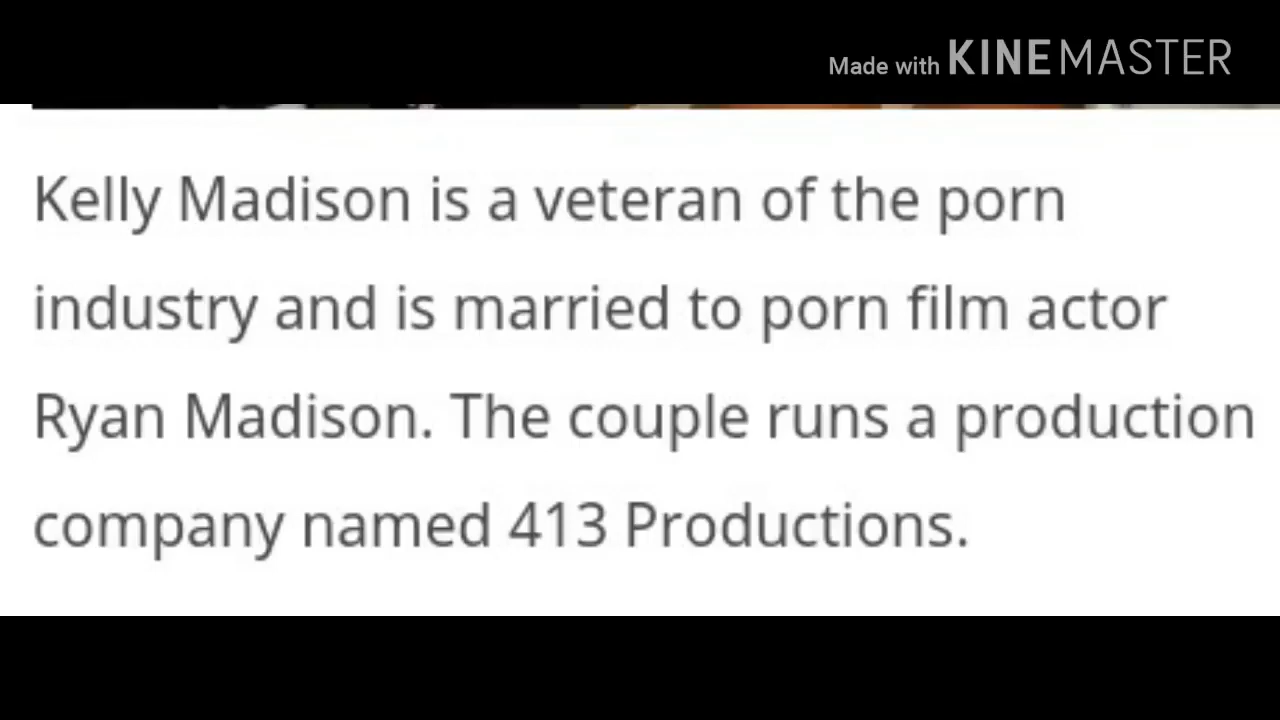 Made with KINEMASTER
Kelly Madison is a veteran of the porn
industry and is married to porn film actor
Ryan Madison. The couple runs a production
company named 413 Productions.